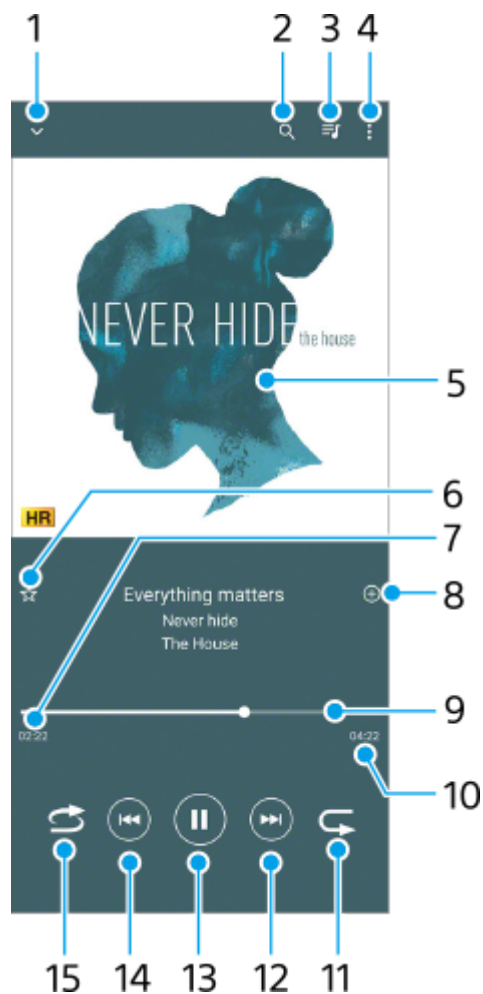 1 2 3 4
NEVER HIDE the house
5
HR
6
7
Everything matters
8
Never hide
The House
9
02:22 04:22
10
15 14 13 12 11